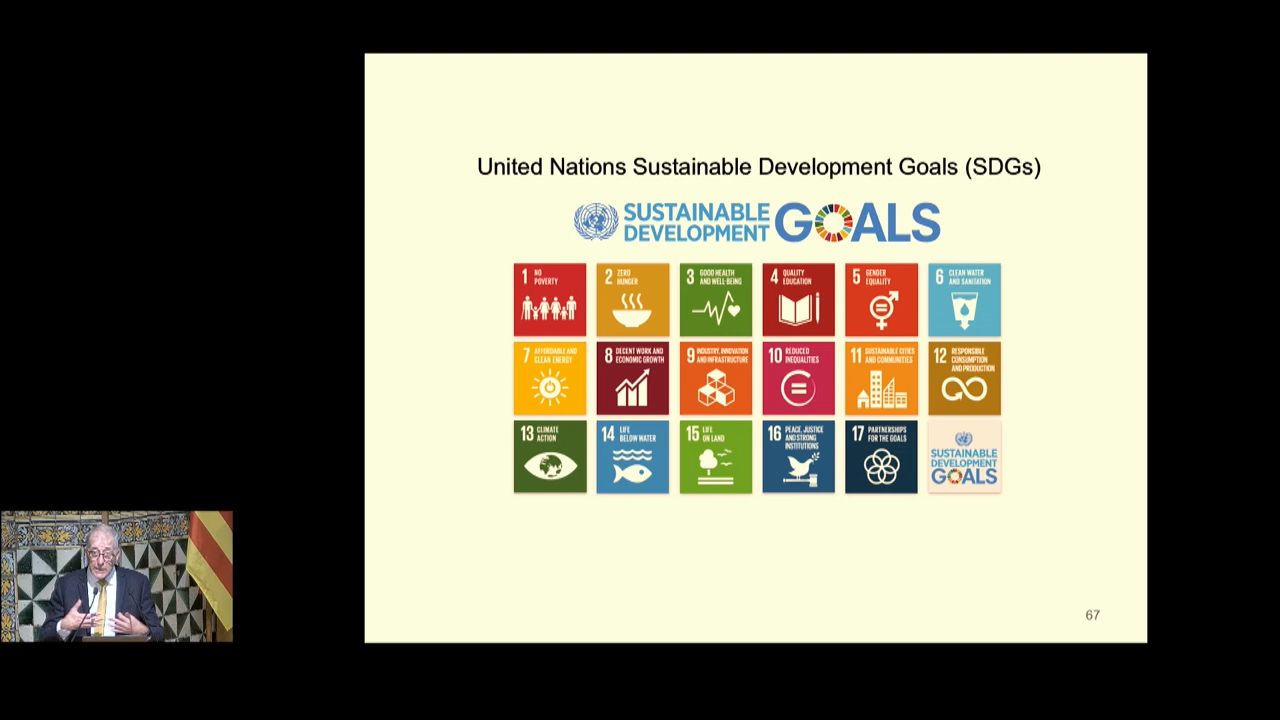 United Nations Sustainable Development Goals (SDGs)
SUSTAINABLE
DEVELOPMENT
GOALS
1 NO
POVERTY
2 ZERO
HUNGER
3 GOOD HEALTH
AND WELL-BEING
4 QUALITY
EDUCATION
5 GENDER
EQUALITY
6 CLEAN WATER
AND SANITATION
7 AFFORDABLE AND
CLEAN ENERGY
8 DECENT WORK AND
ECONOMIC GROWTH
9 INDUSTRY, INNOVATION
AND INFRASTRUCTURE
10 REDUCED
INEQUALITIES
11 SUSTAINABLE CITIES
AND COMMUNITIES
12 RESPONSIBLE
CONSUMPTION
AND PRODUCTION
13 CLIMATE
ACTION
14 LIFE
BELOW WATER
15 LIFE
ON LAND
16 PEACE, JUSTICE
AND STRONG
INSTITUTIONS
17 PARTNERSHIPS
FOR THE GOALS
SUSTAINABLE
DEVELOPMENT
GOALS
67